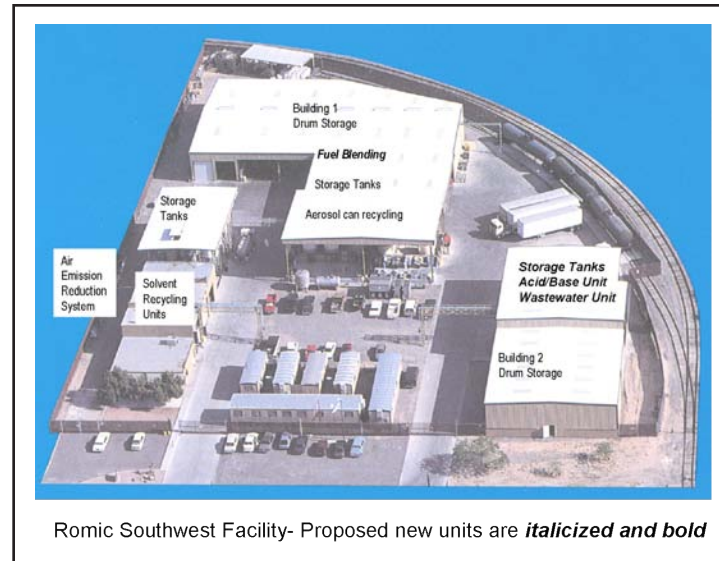 Building 1
Drum Storage
Fuel Blending
Storage Tanks
Aerosol can recycling
Storage
Tanks
Air
Emission
Reduction
System
Solvent
Recycling
Units
Storage Tanks
Acid/Base Unit
Wastewater Unit
Building 2
Drum Storage
Romic Southwest Facility- Proposed new units are italicized and bold